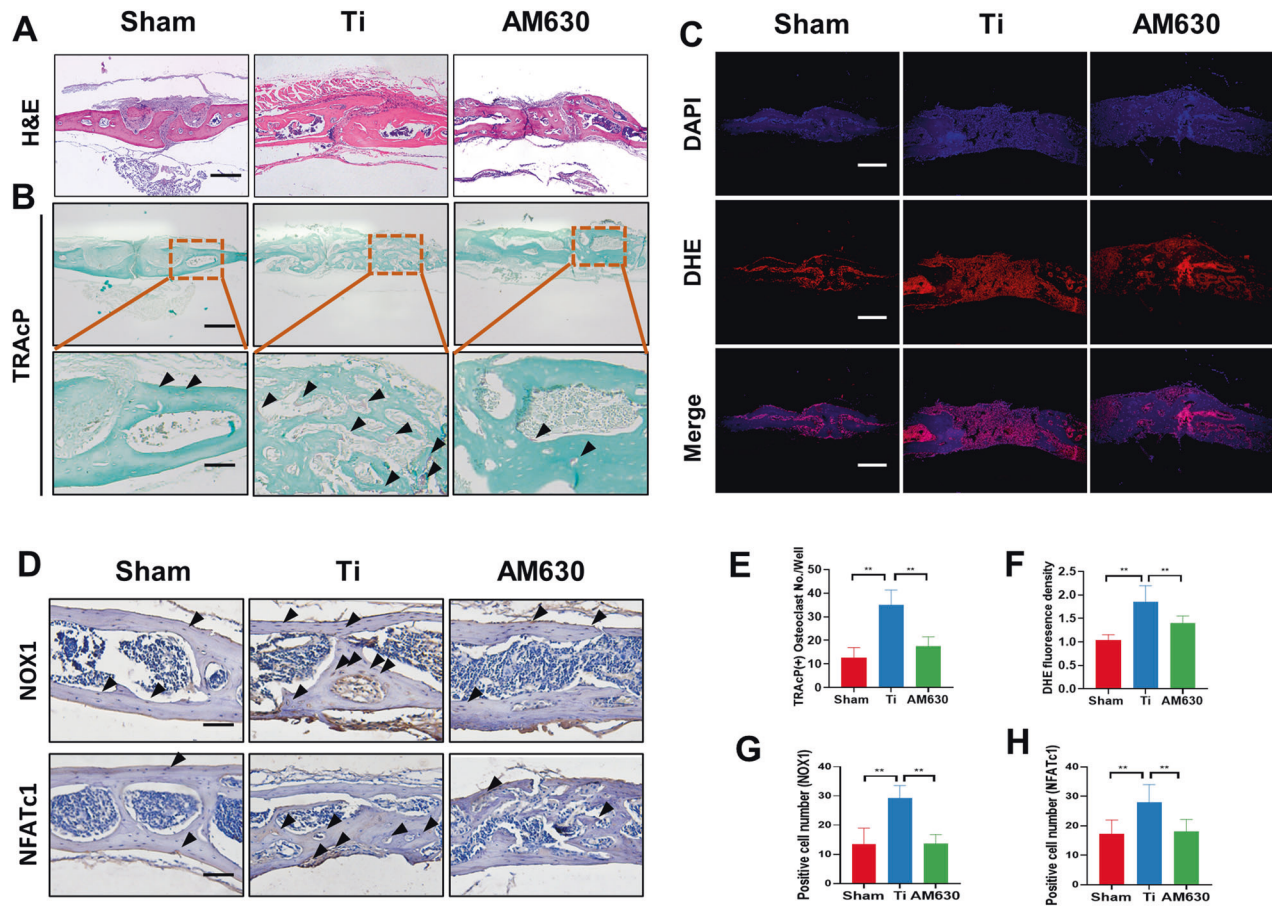 A
Sham
Ti
AM630
H&E
B
TRAcP
C
Sham
Ti
AM630
DAPI
DHE
Merge
D
Sham
Ti
AM630
NOX1
NFATc1
E
TRAcP(+) Osteoclast No./Well
50
40
30
20
10
0
**
**
Sham
Ti
AM630
F
DHE fluoresence density
2.5
2.0
1.5
1.0
0.5
0.0
**
**
Sham
Ti
AM630
G
Positive cell number (NOX1)
40
30
20
10
0
**
**
Sham
Ti
AM630
H
Positive cell number (NFATc1)
40
30
20
10
0
**
**
Sham
Ti
AM630